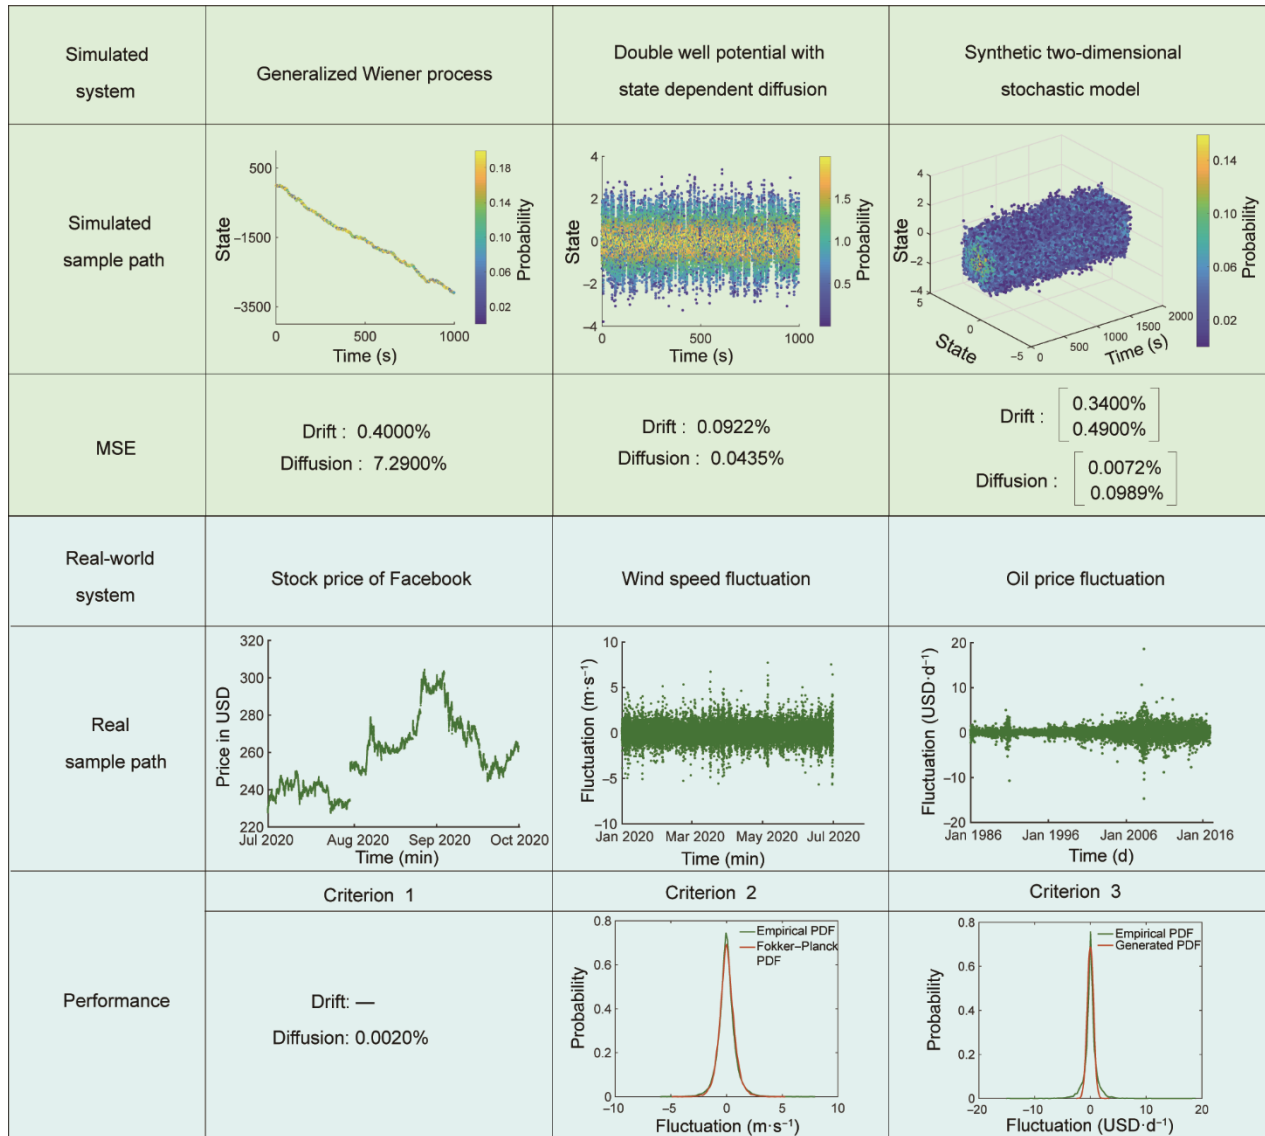 Simulated
system
Generalized Wiener process
Double well potential with
state dependent diffusion
Synthetic two-dimensional
stochastic model
Simulated
sample path
500
−1500
−3500
State
0
500
1000
Time (s)
0.18
0.14
0.10
0.06
0.02
Probability
4
2
0
−2
−4
State
0
500
1000
Time (s)
1.5
1.0
0.5
Probability
4
2
0
−2
−4
State
5
0
−5
State
0
500
1000
1500
2000
Time (s)
0.14
0.10
0.06
0.02
Probability
MSE
Drift : 0.4000%
Diffusion : 7.2900%
Drift : 0.0922%
Diffusion : 0.0435%
Drift : 0.3400%
0.4900%
Diffusion : 0.0072%
0.0989%
Real-world
system
Stock price of Facebook
Wind speed fluctuation
Oil price fluctuation
Real
sample path
320
300
280
260
240
220
Price in USD
Jul 2020
Aug 2020
Sep 2020
Oct 2020
Time (min)
10
5
0
−5
−10
Fluctuation (m·s⁻¹)
Jan 2020
Mar 2020
May 2020
Jul 2020
Time (min)
20
10
0
−10
−20
Fluctuation (USD·d⁻¹)
Jan 1986
Jan 1996
Jan 2006
Jan 2016
Time (d)
Performance
Criterion 1
Drift: —
Diffusion: 0.0020%
Criterion 2
0.8
0.6
0.4
0.2
0
Probability
Empirical PDF
Fokker–Planck
PDF
−10
−5
0
5
10
Fluctuation (m·s⁻¹)
Criterion 3
0.8
0.6
0.4
0.2
0
Probability
Empirical PDF
Generated PDF
−20
−10
0
10
20
Fluctuation (USD·d⁻¹)